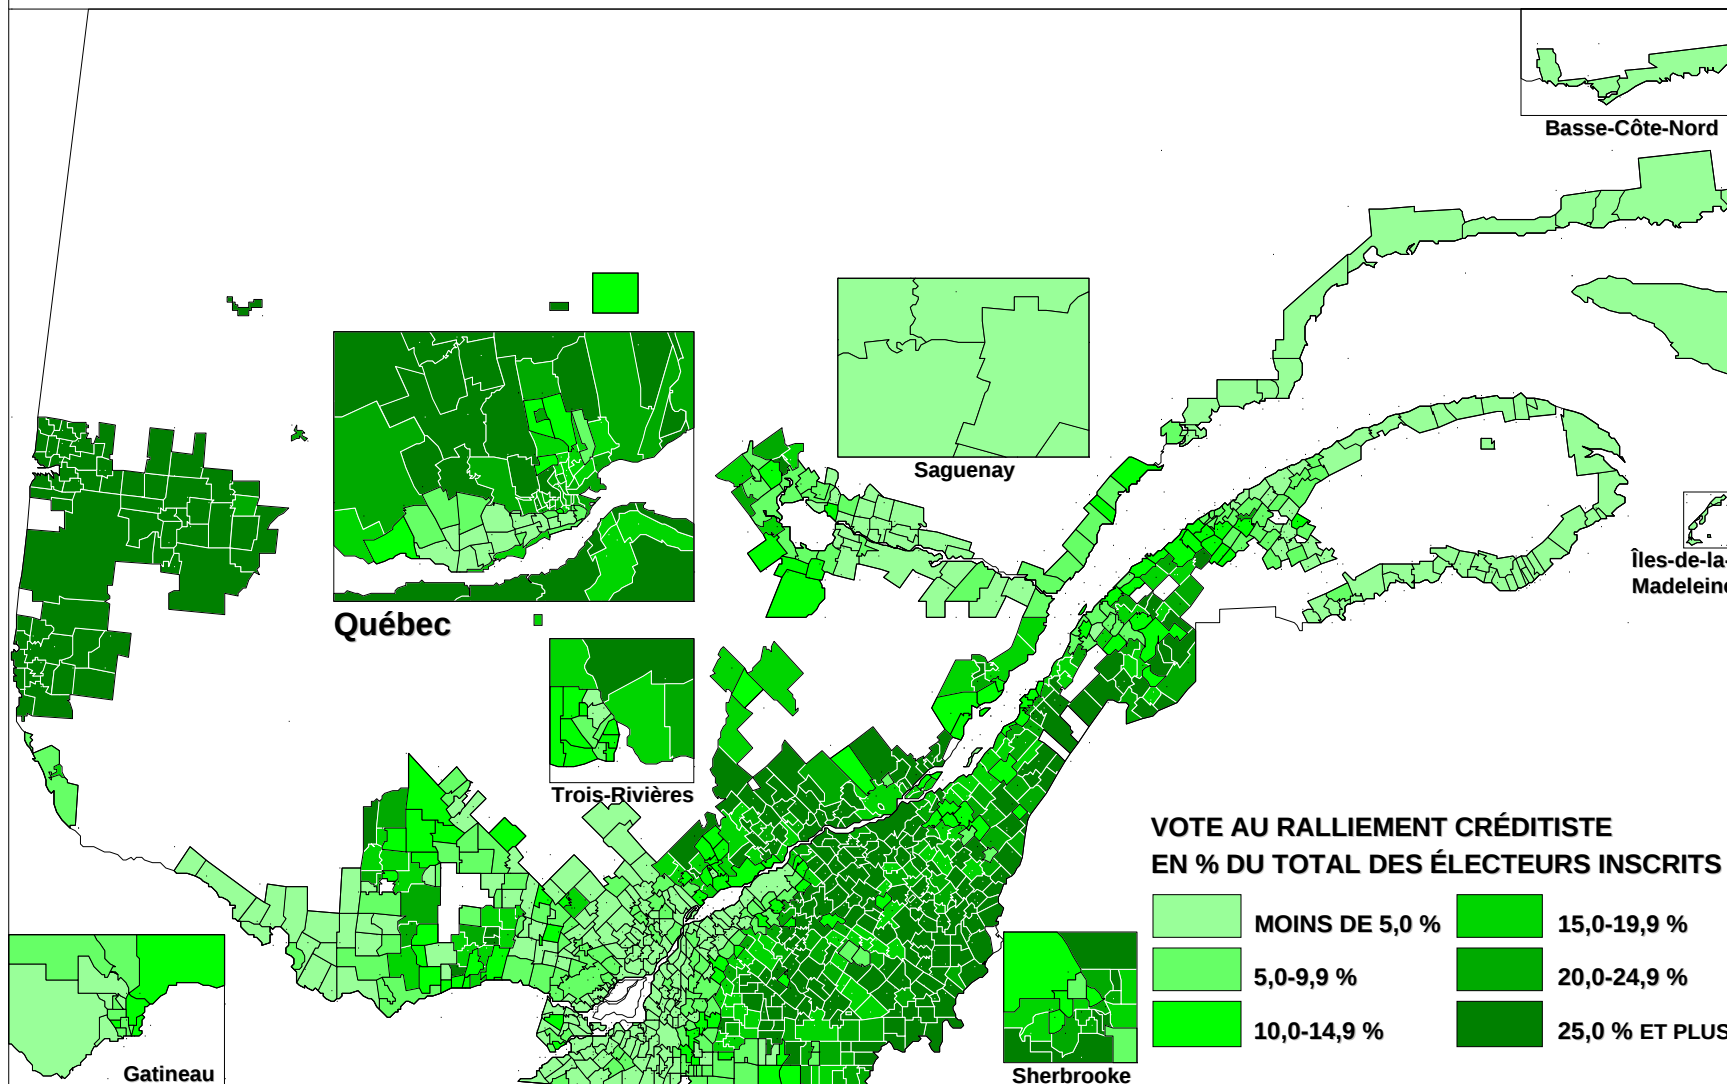 Basse-Côte-Nord
Saguenay
Îles-de-la-
Madeleine
Québec
Trois-Rivières
VOTE AU RALLIEMENT CRÉDITISTE
EN % DU TOTAL DES ÉLECTEURS INSCRITS
MOINS DE 5,0 %
15,0-19,9 %
5,0-9,9 %
20,0-24,9 %
10,0-14,9 %
25,0 % ET PLUS
Gatineau
Sherbrooke